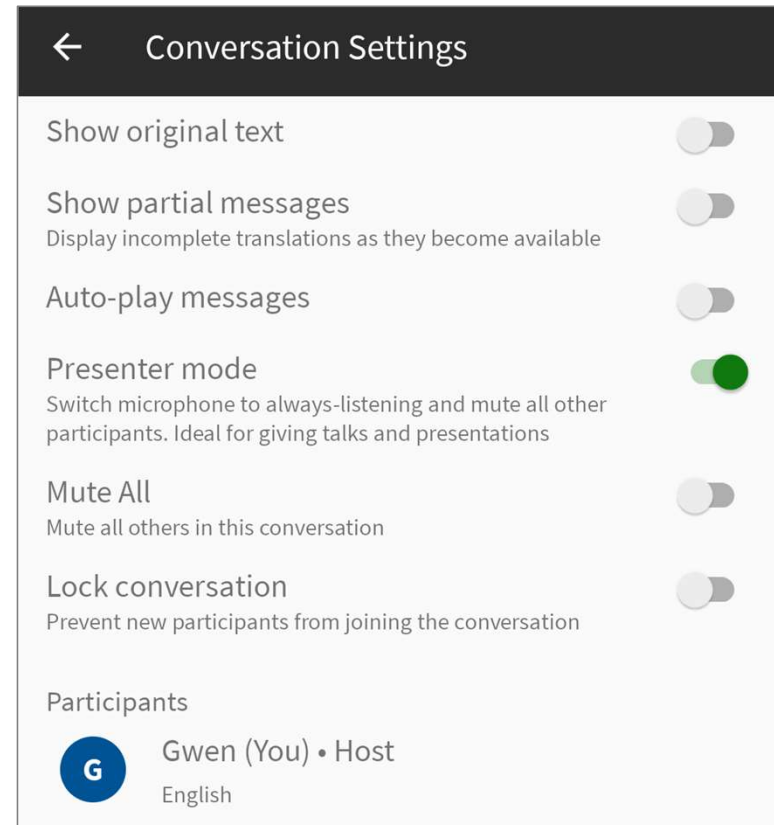 Conversation Settings
Show original text
Show partial messages
Display incomplete translations as they become available
Auto-play messages
Presenter mode
Switch microphone to always-listening and mute all other
participants. Ideal for giving talks and presentations
Mute All
Mute all others in this conversation
Lock conversation
Prevent new participants from joining the conversation
Participants
G
Gwen (You) • Host
English